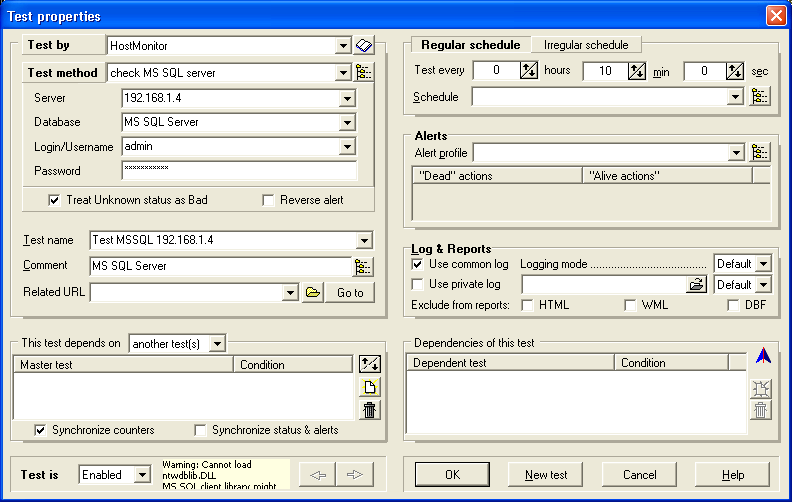 Test properties
Test by HostMonitor
Test method check MS SQL server
Server 192.168.1.4
Database MS SQL Server
Login/Username admin
Password ***********
Treat Unknown status as Bad Reverse alert
Test name Test MSSQL 192.168.1.4
Comment MS SQL Server
Related URL Go to
This test depends on another test(s)
Master test Condition
Synchronize counters Synchronize status & alerts
Test is Enabled
Warning: Cannot load
ntwdblib.DLL
MS SQL client library might
Regular schedule Irregular schedule
Test every 0 hours 10 min 0 sec
Schedule
Alerts
Alert profile
"Dead" actions "Alive actions"
Log & Reports
Use common log Logging mode ........................................ Default
Use private log Default
Exclude from reports: HTML WML DBF
Dependencies of this test
Dependent test Condition
OK New test Cancel Help